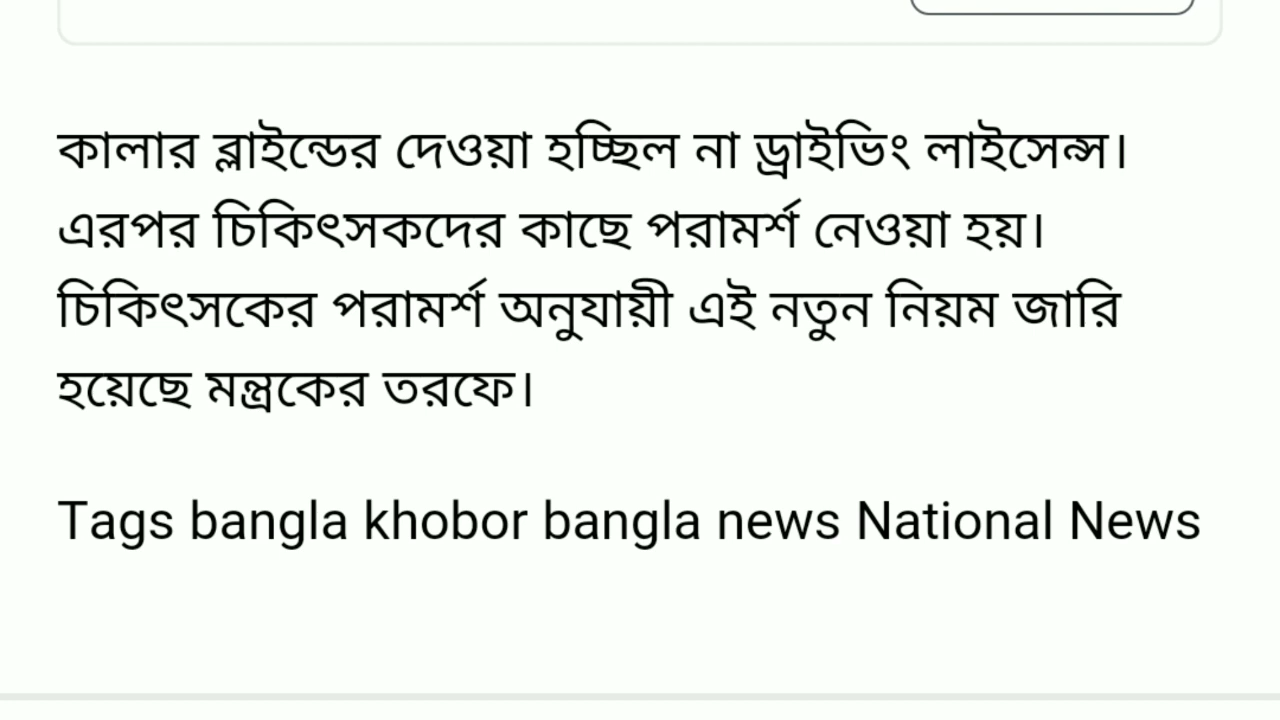 কালার ব্লাইন্ডের দেওয়া হচ্ছিল না ড্রাইভিং লাইসেন্স।
এরপর চিকিৎসকদের কাছে পরামর্শ নেওয়া হয়।
চিকিৎসকের পরামর্শ অনুযায়ী এই নতুন নিয়ম জারি
হয়েছে মন্ত্রকের তরফে।
Tags bangla khobor bangla news National News